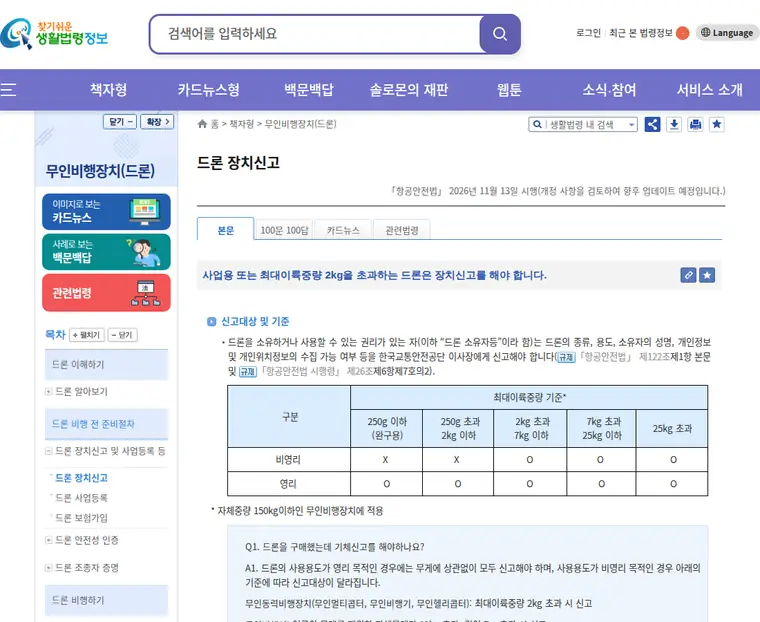 찾기쉬운
생활법령정보
검색어를 입력하세요
로그인 최근 본 법령정보 Language
책자형 카드뉴스형 백문백답 솔로몬의 재판 웹툰 소식·참여 서비스 소개
닫기 − 확장 >
홈 > 책자형 > 무인비행장치(드론)
생활법령 내 검색
무인비행장치(드론)
드론 장치신고
「항공안전법」 2026년 11월 13일 시행(개정 사항을 검토하여 향후 업데이트 예정입니다.)
이미지로 보는
카드뉴스
사례로 보는
백문백답
관련법령
본문 100문 100답 카드뉴스 관련법령
사업용 또는 최대이륙중량 2kg을 초과하는 드론은 장치신고를 해야 합니다.
목차 + 펼치기 − 닫기
드론 이해하기
드론 알아보기
드론 비행 전 준비절차
드론 장치신고 및 사업등록 등
드론 장치신고
드론 사업등록
드론 보험가입
드론 안전성 인증
드론 조종자 증명
드론 비행하기
신고대상 및 기준
· 드론을 소유하거나 사용할 수 있는 권리가 있는 자(이하 “드론 소유자등”이라 함)는 드론의 종류, 용도, 소유자의 성명, 개인정보
및 개인위치정보의 수집 가능 여부 등을 한국교통안전공단 이사장에게 신고해야 합니다(규제「항공안전법」 제122조제1항 본문
및 규제「항공안전법 시행령」 제26조제6항제7호의2).
구분 최대이륙중량 기준*
250g 이하 250g 초과 2kg 초과 7kg 초과 25kg 초과
(완구용) 2kg 이하 7kg 이하 25kg 이하
비영리 X X O O O
영리 O O O O O
* 자체중량 150kg이하인 무인비행장치에 적용
Q1. 드론을 구매했는데 기체신고를 해야하나요?
A1. 드론의 사용용도가 영리 목적인 경우에는 무게에 상관없이 모두 신고해야 하며, 사용용도가 비영리 목적인 경우 아래의
기준에 따라 신고대상이 달라집니다.
무인동력비행장치(무인멀티콥터, 무인비행기, 무인헬리콥터): 최대이륙중량 2kg 초과 시 신고